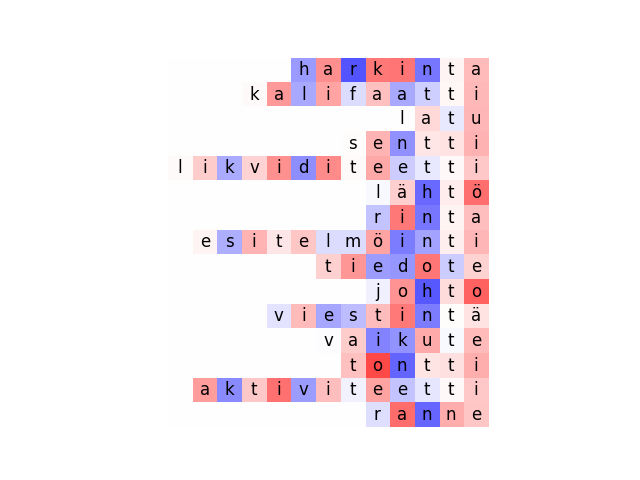 harkinta
kalifaatti
latu
sentti
likviditeetti
lähtö
rinta
esitelmöinti
tiedote
johto
viestintä
vaikute
tontti
aktiviteetti
ranne